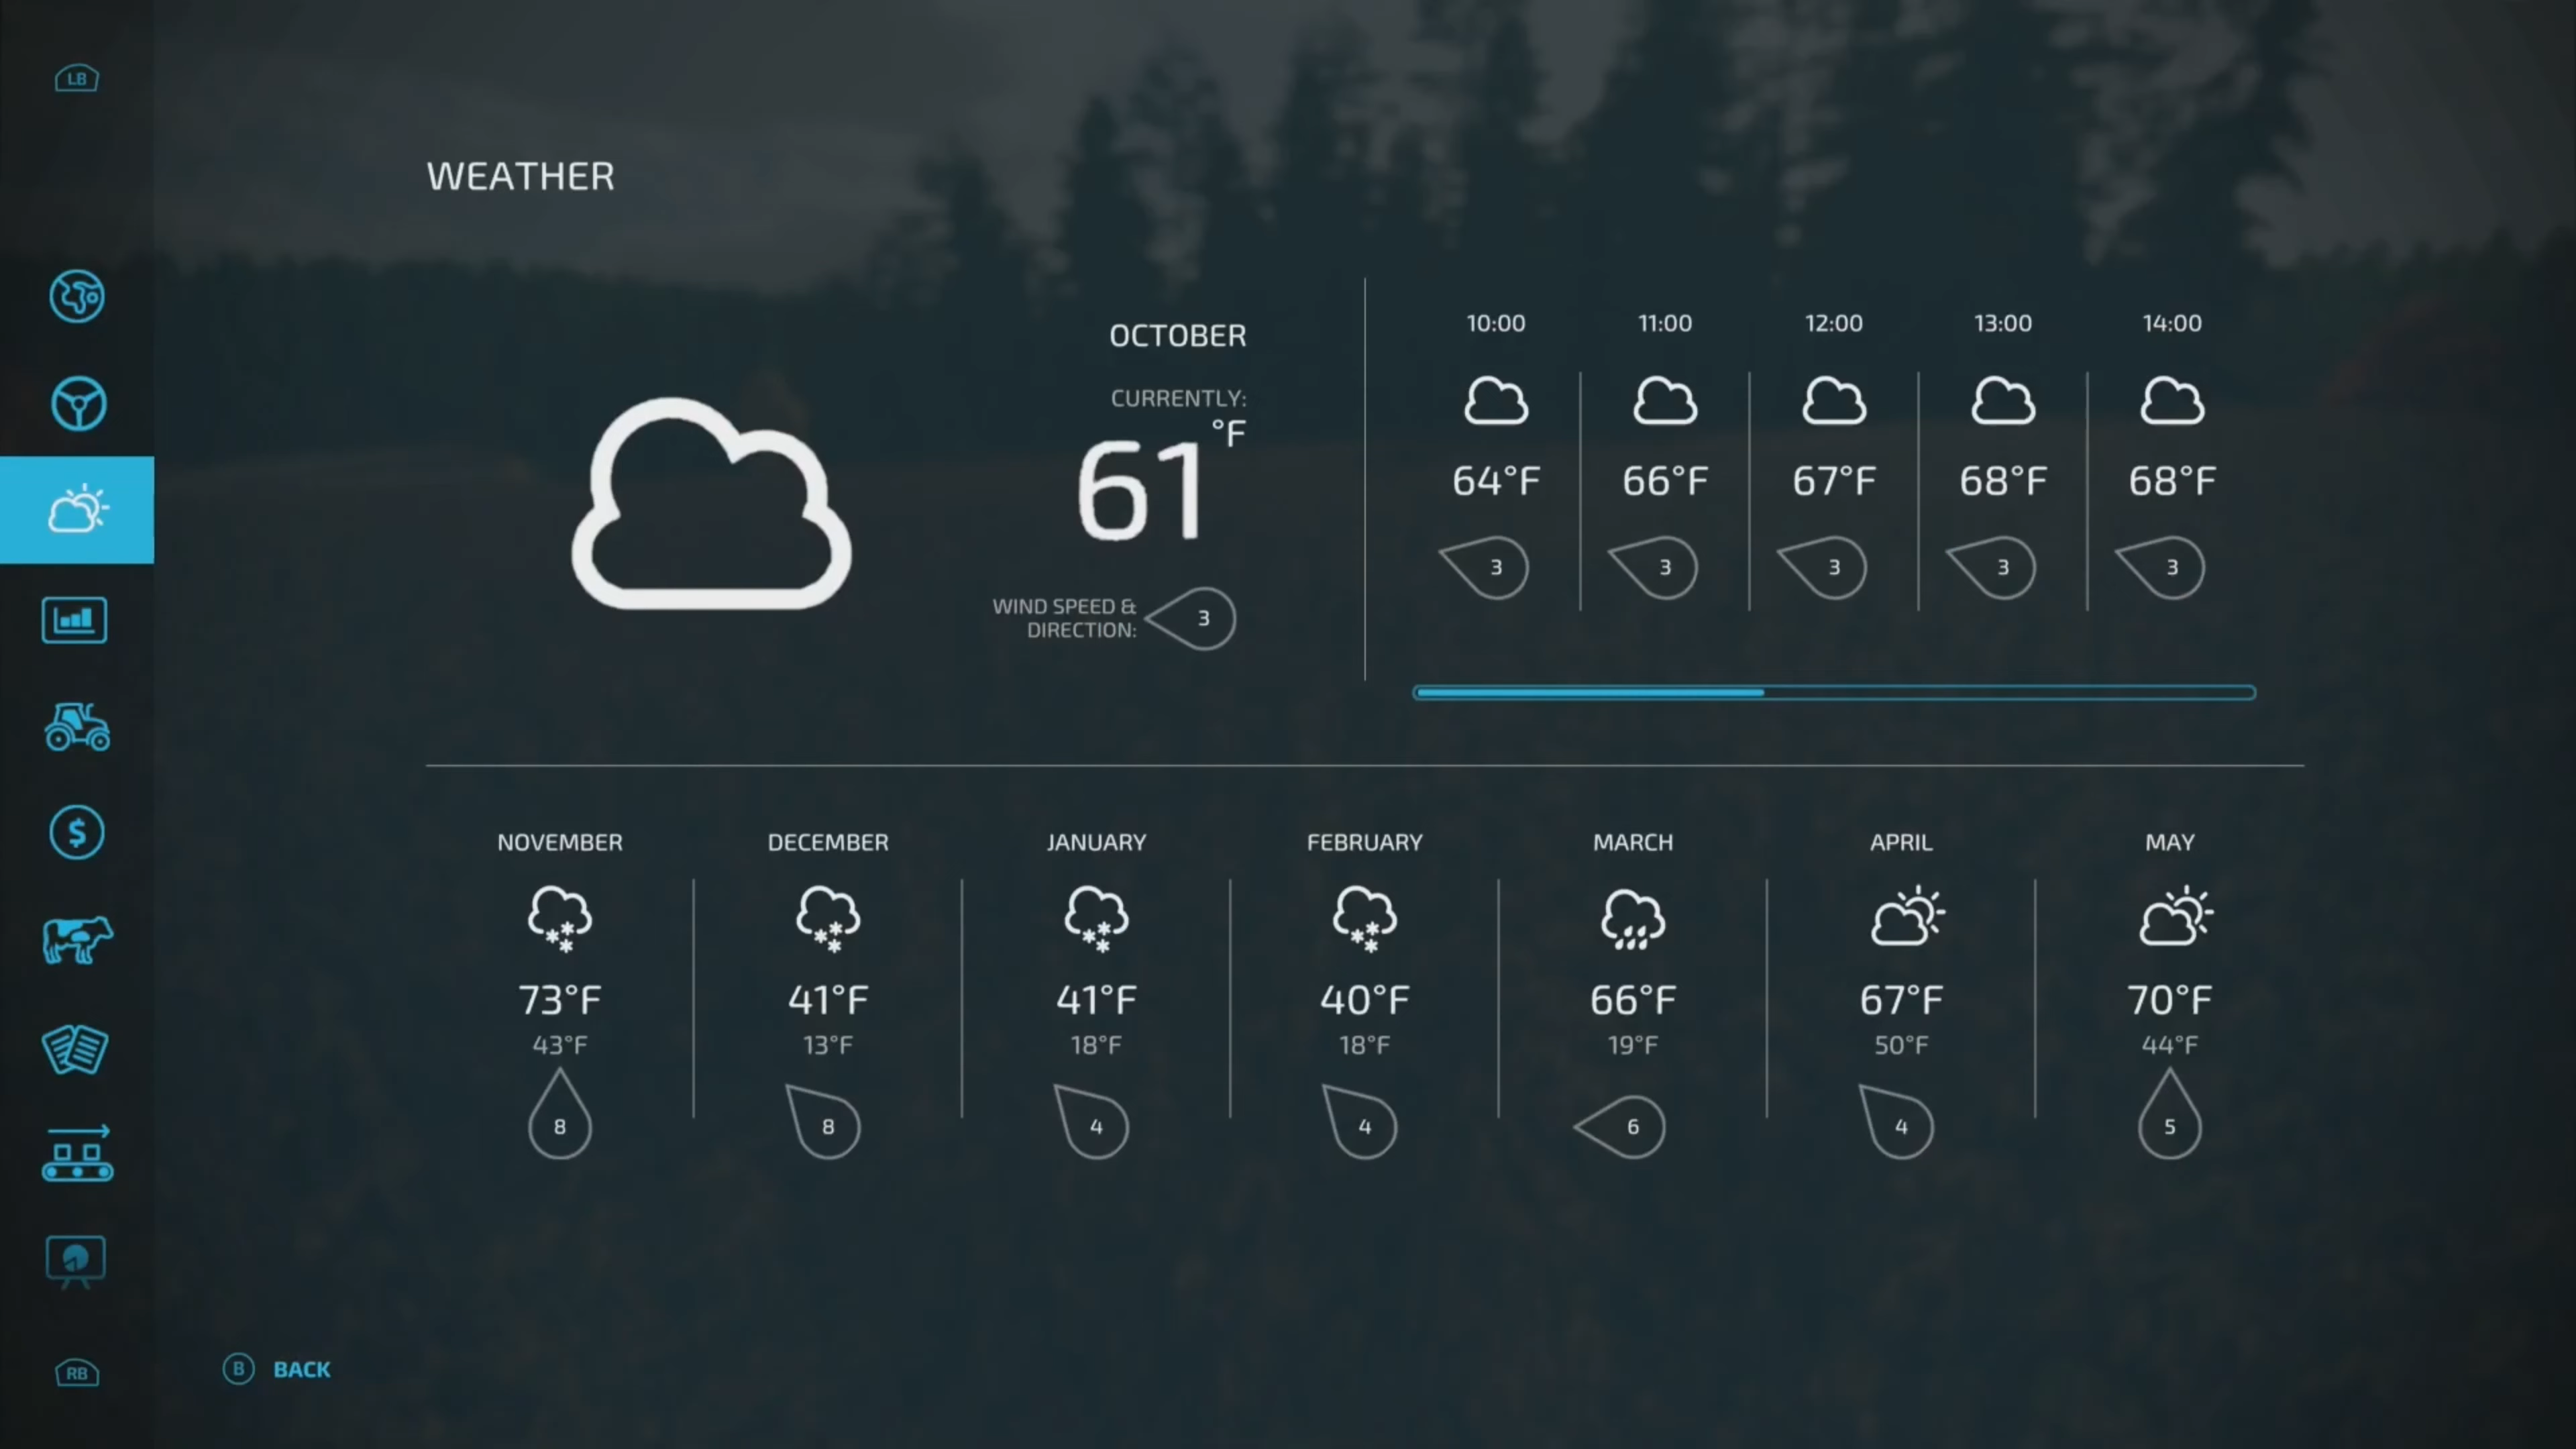 LB
WEATHER
OCTOBER
CURRENTLY:
61°F
WIND SPEED &
DIRECTION:
3
10:00 11:00 12:00 13:00 14:00
64°F 66°F 67°F 68°F 68°F
3 3 3 3 3
$
NOVEMBER DECEMBER JANUARY FEBRUARY MARCH APRIL MAY
73°F 41°F 41°F 40°F 66°F 67°F 70°F
43°F 13°F 18°F 18°F 19°F 50°F 44°F
8 8 4 4 6 4 5
B BACK
RB